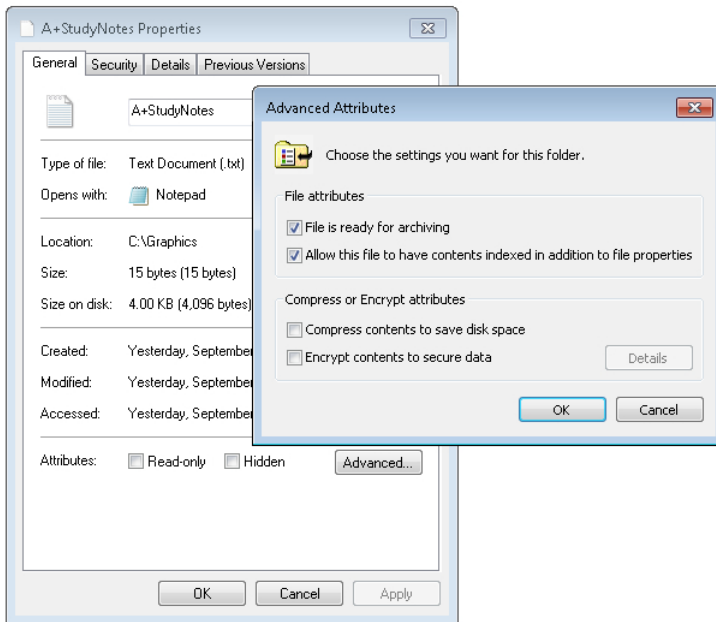 A+StudyNotes Properties
General Security Details Previous Versions
A+StudyNotes
Type of file: Text Document (.txt)
Opens with: Notepad
Location: C:\Graphics
Size: 15 bytes (15 bytes)
Size on disk: 4.00 KB (4,096 bytes)
Created: Yesterday, September
Modified: Yesterday, September
Accessed: Yesterday, September
Attributes: Read-only Hidden Advanced...
OK Cancel Apply
Advanced Attributes
Choose the settings you want for this folder.
File attributes
File is ready for archiving
Allow this file to have contents indexed in addition to file properties
Compress or Encrypt attributes
Compress contents to save disk space
Encrypt contents to secure data Details
OK Cancel